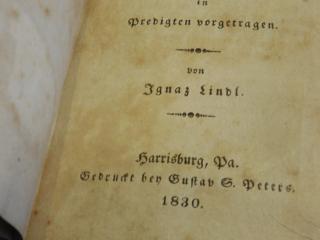 in
Predigten vorgetragen.
von
Ignaz Lindl.
Harrisburg, Pa.
Gedruckt bey Gustav S. Peters.
1830.